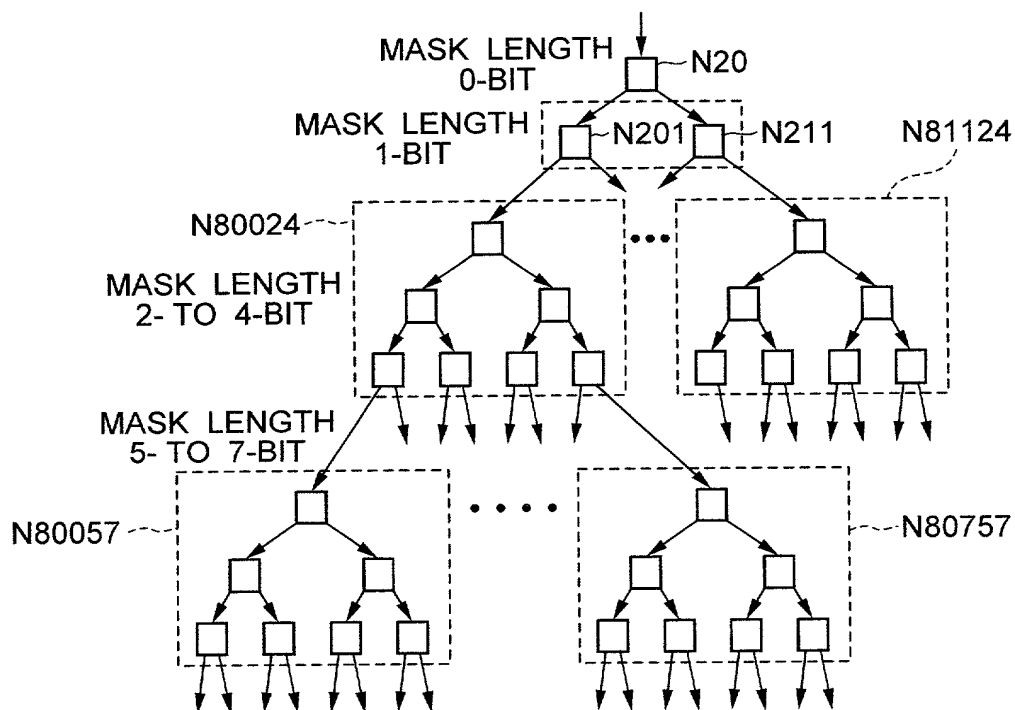 MASK LENGTH
0-BIT
N20
MASK LENGTH
1-BIT
N201
N211
N81124
N80024
MASK LENGTH
2- TO 4-BIT
MASK LENGTH
5- TO 7-BIT
N80057
N80757